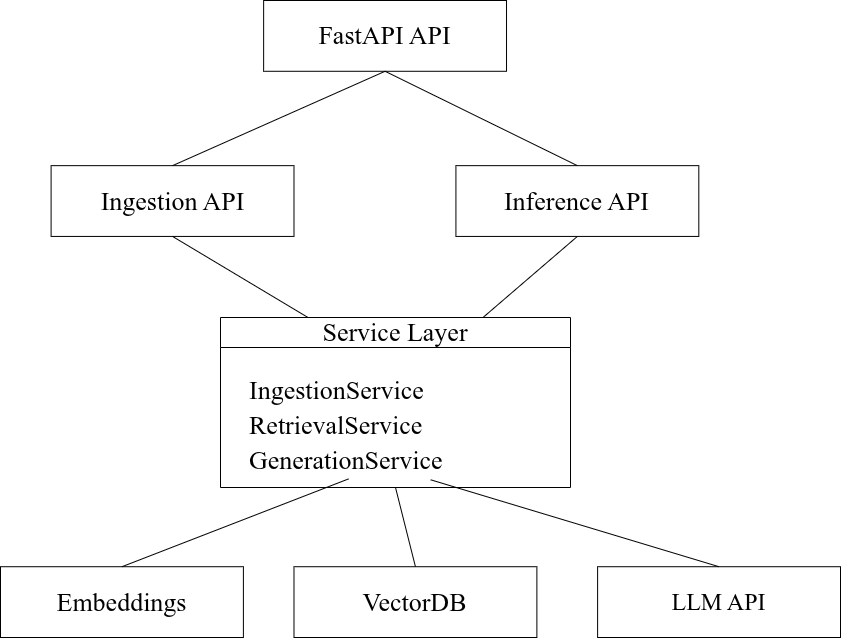 FastAPI API
Ingestion API
Inference API
Service Layer
IngestionService
RetrievalService
GenerationService
Embeddings
VectorDB
LLM API